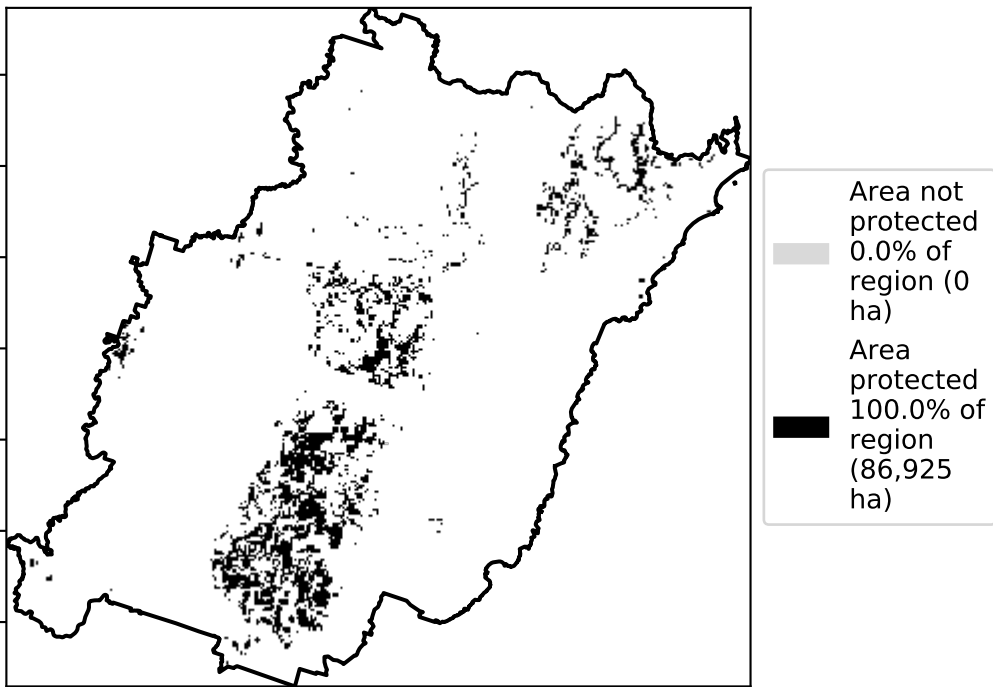 Area not
protected
0.0% of
region (0
ha)
Area
protected
100.0% of
region
(86,925
ha)